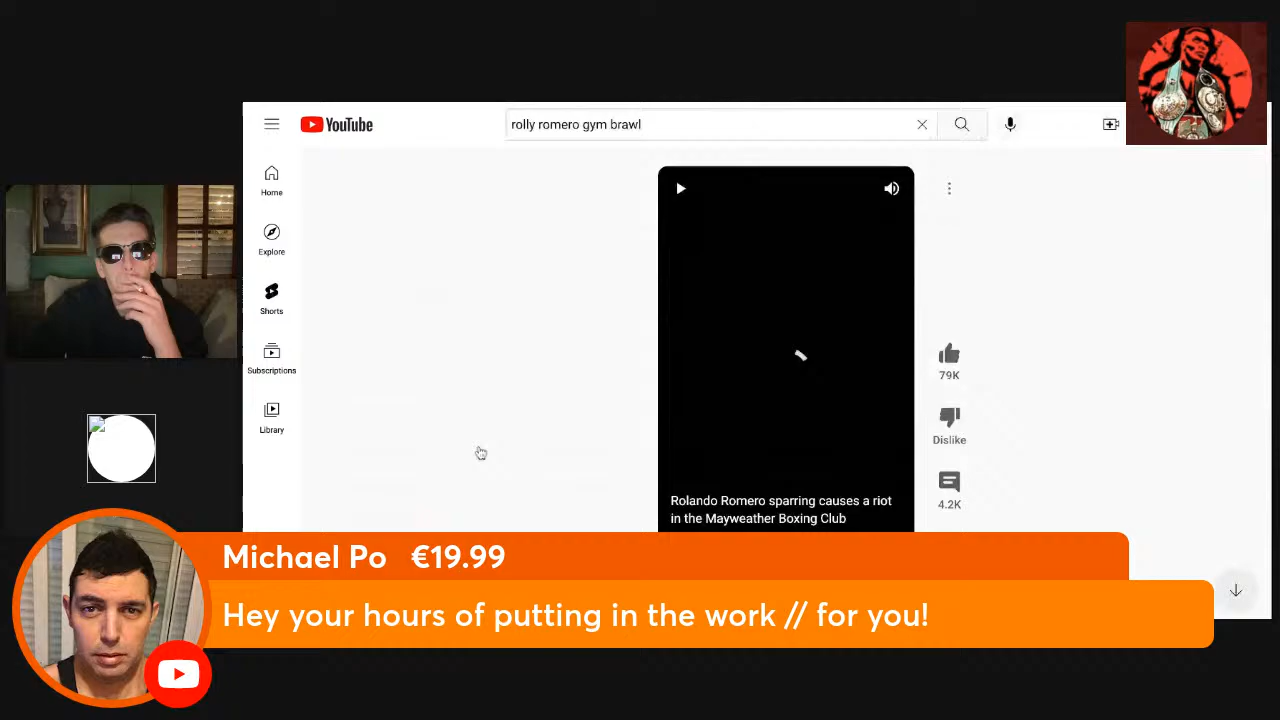 YouTube
rolly romero gym brawl
Home
Explore
Shorts
Subscriptions
Library
79K
Dislike
4.2K
Rolando Romero sparring causes a riot
in the Mayweather Boxing Club
Michael Po €19.99
Hey your hours of putting in the work // for you!